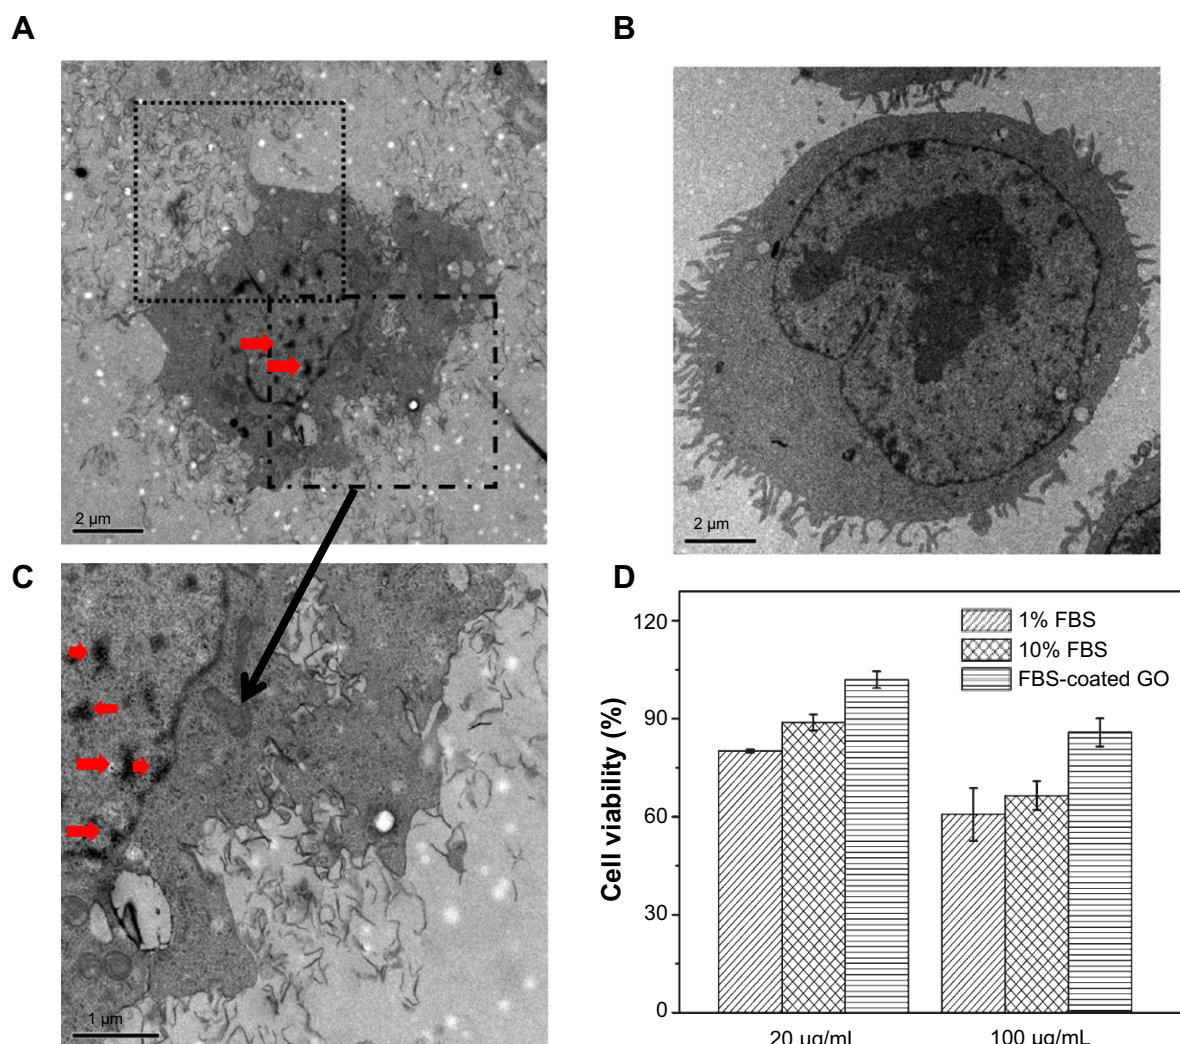 A
B
2 µm
2 µm
C
D
1 µm
Cell viability (%)
120
90
60
30
0
1% FBS
10% FBS
FBS-coated GO
20 µg/mL
100 µg/mL